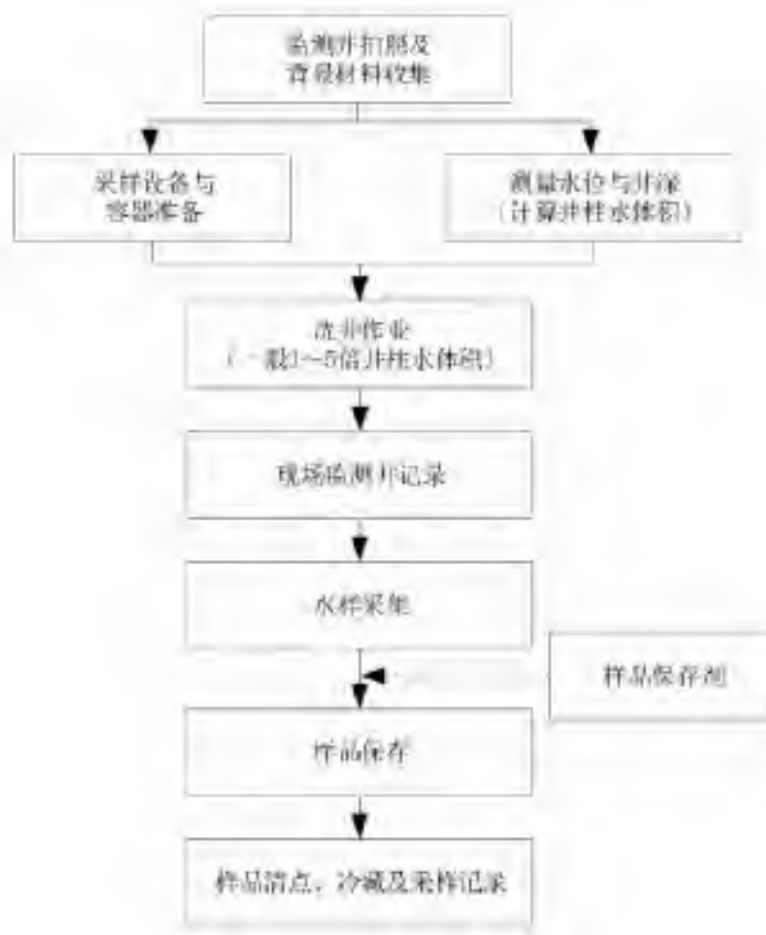 监测井拍照及
背景材料收集
采样设备与
容器准备
测量水位与井深
(计算井柱水体积)
洗井作业
(一般3~5倍井柱水体积)
现场监测井记录
水样采集
样品保存剂
样品保存
样品清点、冷藏及采样记录